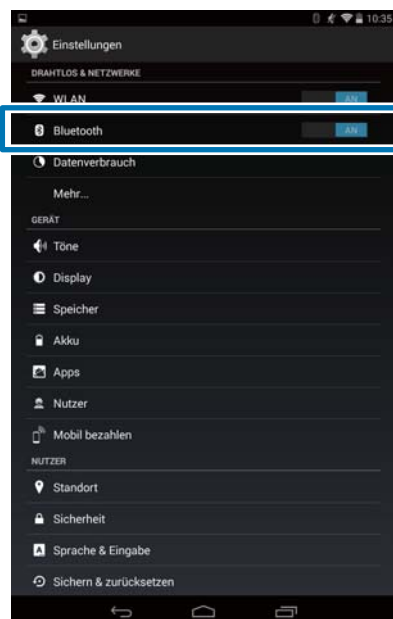 10:35
Einstellungen
DRAHTLOS & NETZWERKE
WLAN AN
Bluetooth AN
Datenverbrauch
Mehr...
GERÄT
Töne
Display
Speicher
Akku
Apps
Nutzer
Mobil bezahlen
NUTZER
Standort
Sicherheit
A Sprache & Eingabe
Sichern & zurücksetzen